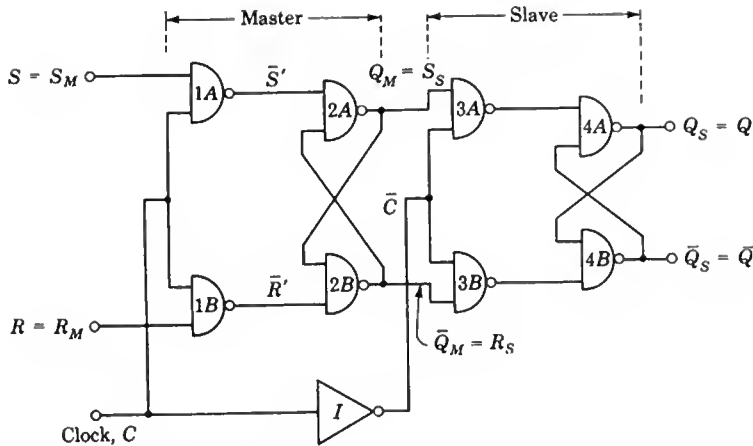 Master
Slave
S = S_M
S̄′
Q_M = S_S
1A
2A
3A
4A
Q_S = Q
C̄
1B
R̄′
2B
3B
4B
Q̄_S = Q̄
R = R_M
Q̄_M = R_S
I
Clock, C